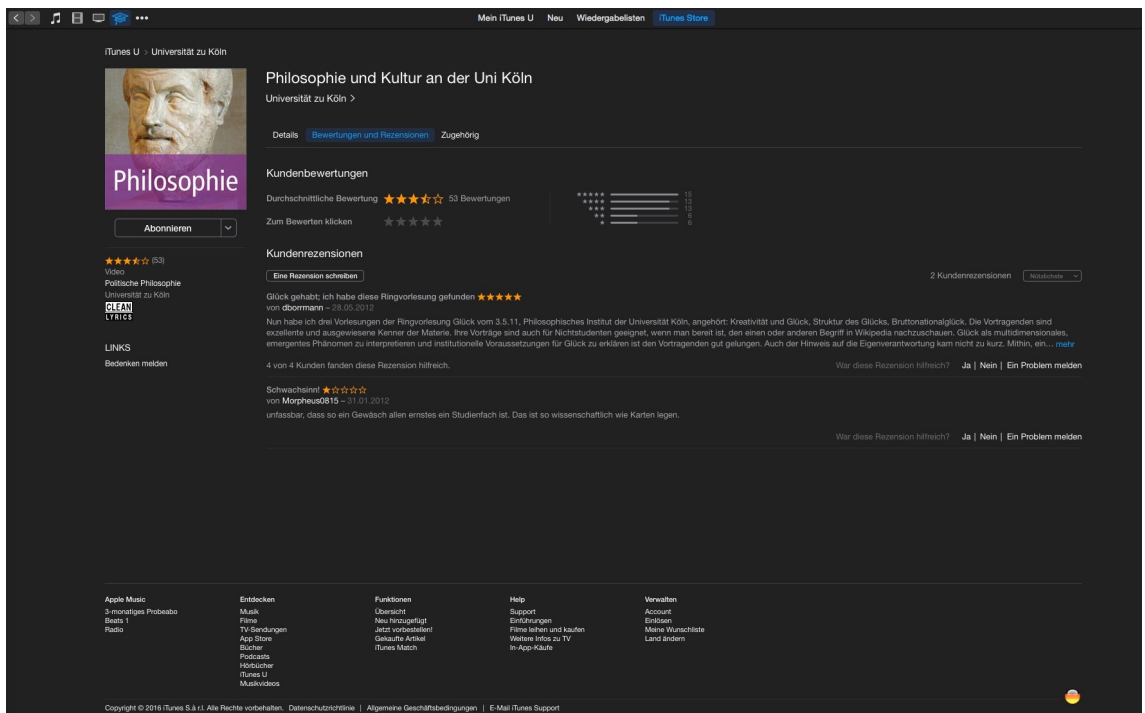 Mein iTunes U Neu Wiedergabelisten iTunes Store
iTunes U > Universität zu Köln
Philosophie
Abonnieren
★★★★☆ (53)
Video
Politische Philosophie
Universität zu Köln
CLEAN
LYRICS
LINKS
Bedenken melden
Philosophie und Kultur an der Uni Köln
Universität zu Köln >
Details Bewertungen und Rezensionen Zugehörig
Kundenbewertungen
Durchschnittliche Bewertung ★★★★☆ 53 Bewertungen
Zum Bewerten klicken ★★★★★
★★★★★ 15
★★★★ 13
★★★ 13
★★ 6
★ 6
Kundenrezensionen
Eine Rezension schreiben
2 Kundenrezensionen Nützlichste
Glück gehabt; ich habe diese Ringvorlesung gefunden ★★★★★
von dborrmann – 28.05.2012
Nun habe ich drei Vorlesungen der Ringvorlesung Glück vom 3.5.11, Philosophisches Institut der Universität Köln, angehört: Kreativität und Glück, Struktur des Glücks, Bruttonationalglück. Die Vortragenden sind
exzellente und ausgewiesene Kenner der Materie. Ihre Vorträge sind auch für Nichtstudenten geeignet, wenn man bereit ist, den einen oder anderen Begriff in Wikipedia nachzuschauen. Glück als multidimensionales,
emergentes Phänomen zu interpretieren und institutionelle Voraussetzungen für Glück zu erklären ist den Vortragenden gut gelungen. Auch der Hinweis auf die Eigenverantwortung kam nicht zu kurz. Mithin, ein… mehr
4 von 4 Kunden fanden diese Rezension hilfreich.
War diese Rezension hilfreich? Ja | Nein | Ein Problem melden
Schwachsinn! ★☆☆☆☆
von Morpheus0815 – 31.01.2012
unfassbar, dass so ein Gewäsch allen ernstes ein Studienfach ist. Das ist so wissenschaftlich wie Karten legen.
War diese Rezension hilfreich? Ja | Nein | Ein Problem melden
Apple Music
3-monatiges Probeabo
Beats 1
Radio
Entdecken
Musik
Filme
TV-Sendungen
App Store
Bücher
Podcasts
Hörbücher
iTunes U
Musikvideos
Funktionen
Übersicht
Neu hinzugefügt
Jetzt vorbestellen!
Gekaufte Artikel
iTunes Match
Help
Support
Einführungen
Filme leihen und kaufen
Weitere Infos zu TV
In-App-Käufe
Verwalten
Account
Einlösen
Meine Wunschliste
Land ändern
Copyright © 2016 iTunes S.à r.l. Alle Rechte vorbehalten. Datenschutzrichtlinie | Allgemeine Geschäftsbedingungen | E-Mail iTunes Support